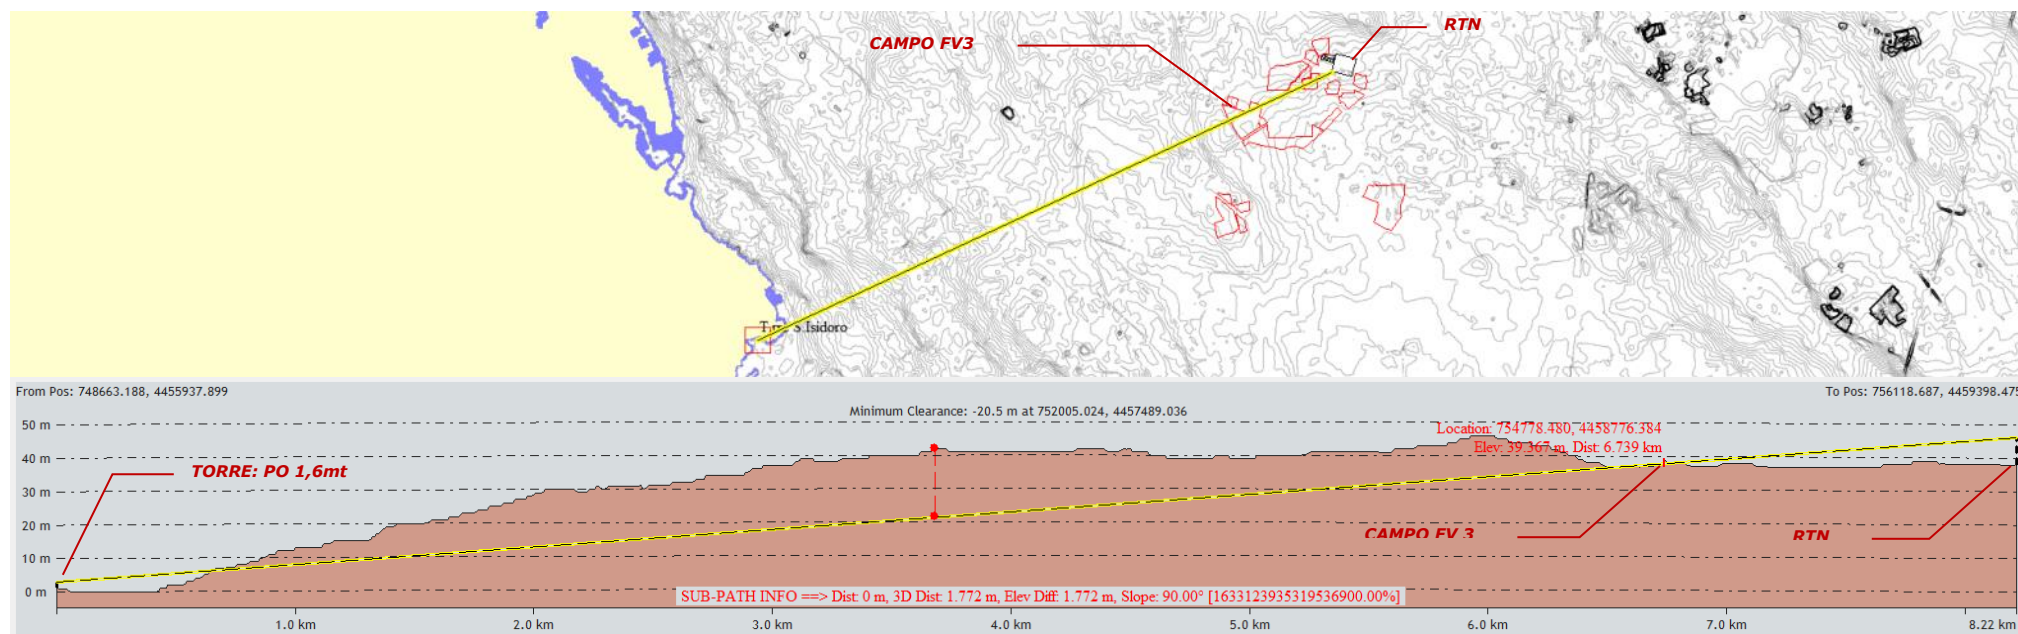 RTN
CAMPO FV3
Torre S Isidoro
From Pos: 748663.188, 4455937.899
To Pos: 756118.687, 4459398.475
Minimum Clearance: -20.5 m at 752005.024, 4457489.036
50 m
Location: 754778.480, 4458776.384
Elev: 39.367 m, Dist: 6.739 km
40 m
TORRE: PO 1,6mt
30 m
20 m
CAMPO FV 3
RTN
10 m
0 m
SUB-PATH INFO ==> Dist: 0 m, 3D Dist: 1.772 m, Elev Diff: 1.772 m, Slope: 90.00° [1633123935319536900.00%]
1.0 km
2.0 km
3.0 km
4.0 km
5.0 km
6.0 km
7.0 km
8.22 km